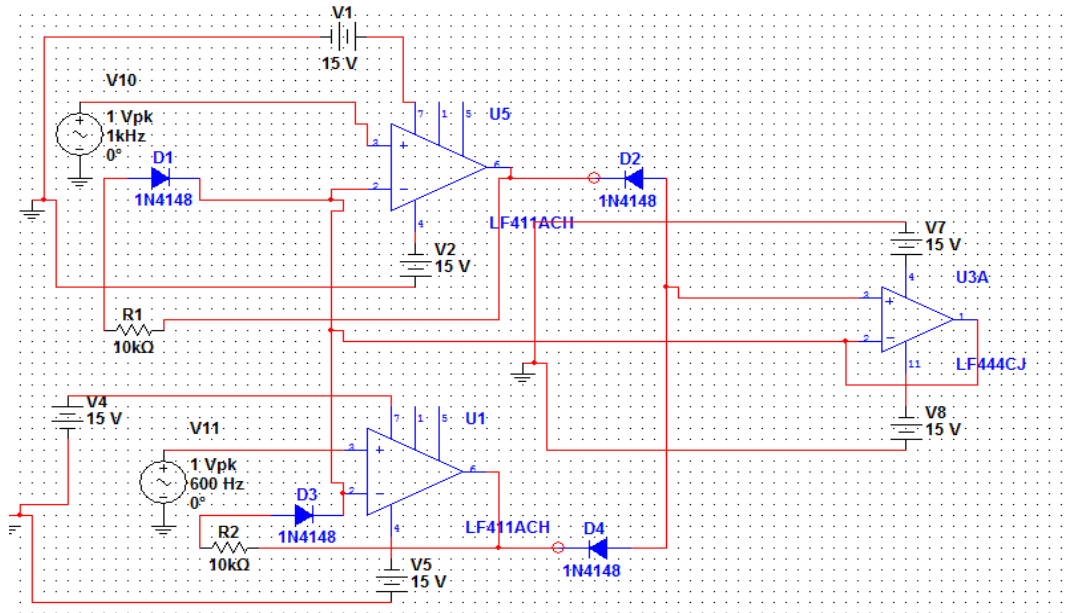 V1
15 V
V10
1 Vpk
1kHz
0°
D1
1N4148
7
1
5
U5
3
+
2
−
6
4
LF411ACH
D2
1N4148
V2
15 V
V7
15 V
4
U3A
3
+
2
−
1
11
LF444CJ
R1
10kΩ
V4
15 V
V11
1 Vpk
600 Hz
0°
7
1
5
U1
3
+
2
−
6
4
LF411ACH
D3
1N4148
R2
10kΩ
D4
1N4148
V5
15 V
V8
15 V